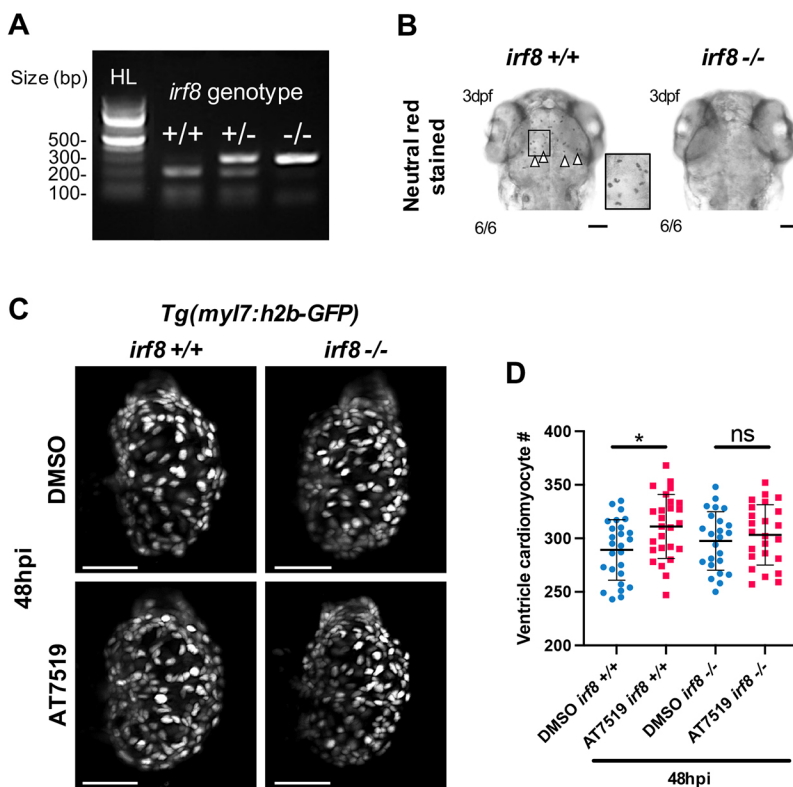 A
Size (bp)
HL
irf8 genotype
+/+ +/- -/-
500-
300-
200-
100-
B
irf8 +/+ irf8 -/-
Neutral red
stained
3dpf 3dpf
6/6 6/6
C
Tg(myl7:h2b-GFP)
irf8 +/+ irf8 -/-
48hpi
DMSO
AT7519
D
Ventricle cardiomyocyte #
400
350
300
250
200
* ns
DMSO irf8 +/+
AT7519 irf8 +/+
DMSO irf8 -/-
AT7519 irf8 -/-
48hpi